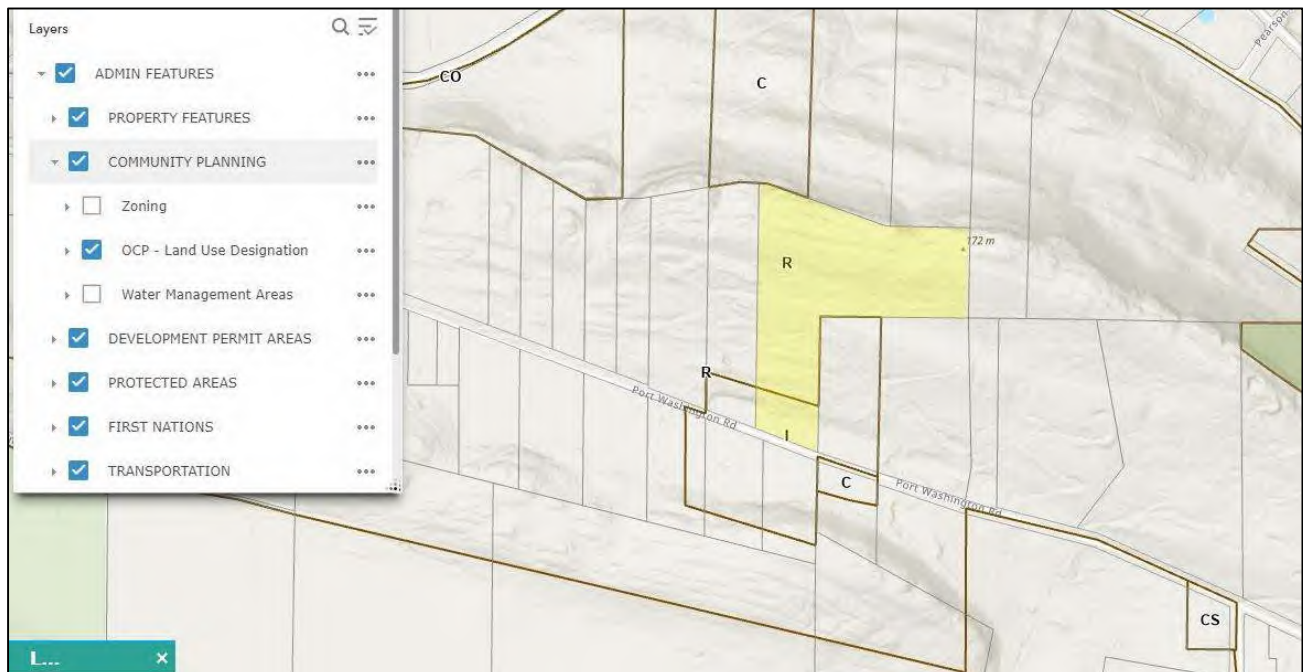 Layers
ADMIN FEATURES
PROPERTY FEATURES
COMMUNITY PLANNING
Zoning
OCP - Land Use Designation
Water Management Areas
DEVELOPMENT PERMIT AREAS
PROTECTED AREAS
FIRST NATIONS
TRANSPORTATION
L...
CO
C
Pearson
172 m
R
R
Port Washington Rd
I
C
Port Washington Rd
CS